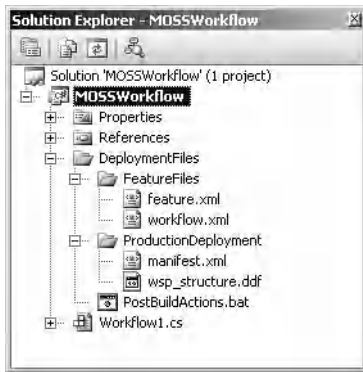 Solution Explorer - MOSSWorkflow
Solution 'MOSSWorkflow' (1 project)
MOSSWorkflow
Properties
References
DeploymentFiles
FeatureFiles
feature.xml
workflow.xml
ProductionDeployment
manifest.xml
wsp_structure.ddf
PostBuildActions.bat
Workflow1.cs